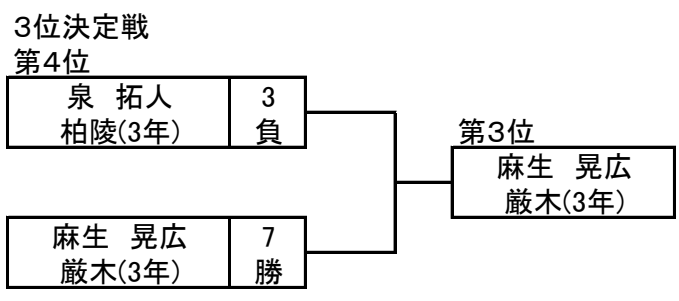 3位決定戦
第4位
泉 拓人 3
柏陵(3年) 負
第3位
麻生 晃広
厳木(3年)
麻生 晃広 7
厳木(3年) 勝